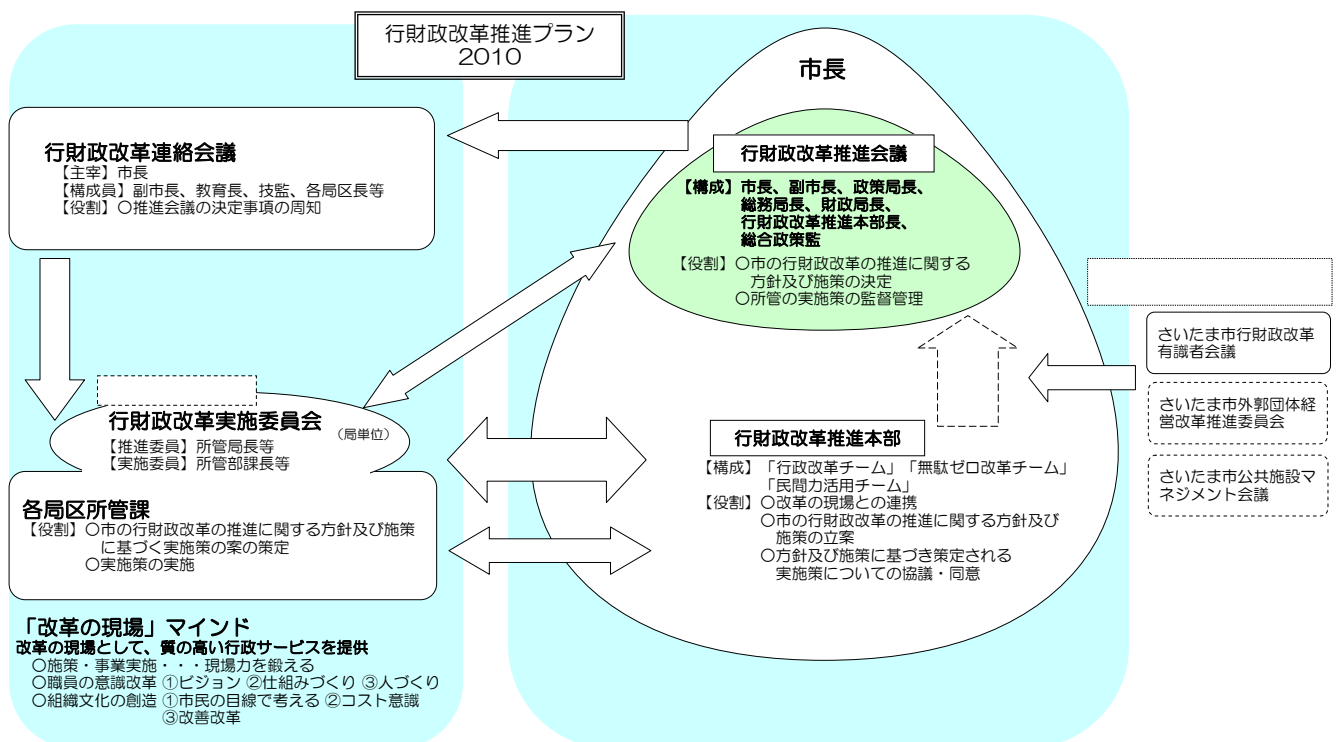 行財政改革推進プラン
2010
市長
行財政改革連絡会議
【主宰】市長
【構成員】副市長、教育長、技監、各局区長等
【役割】〇推進会議の決定事項の周知
行財政改革推進会議
【構成】市長、副市長、政策局長、
総務局長、財政局長、
行財政改革推進本部長、
総合政策監
【役割】〇市の行財政改革の推進に関する
方針及び施策の決定
〇所管の実施策の監督管理
さいたま市行財政改革
有識者会議
さいたま市外郭団体経
営改革推進委員会
さいたま市公共施設マ
ネジメント会議
行財政改革実施委員会
(局単位)
【推進委員】所管局長等
【実施委員】所管部課長等
各局区所管課
【役割】〇市の行財政改革の推進に関する方針及び施策
に基づく実施策の案の策定
〇実施策の実施
行財政改革推進本部
【構成】「行政改革チーム」「無駄ゼロ改革チーム」
「民間力活用チーム」
【役割】〇改革の現場との連携
〇市の行財政改革の推進に関する方針及び
施策の立案
〇方針及び施策に基づき策定される
実施策についての協議・同意
「改革の現場」マインド
改革の現場として、質の高い行政サービスを提供
〇施策・事業実施・・・現場力を鍛える
〇職員の意識改革 ①ビジョン ②仕組みづくり ③人づくり
〇組織文化の創造 ①市民の目線で考える ②コスト意識
③改善改革